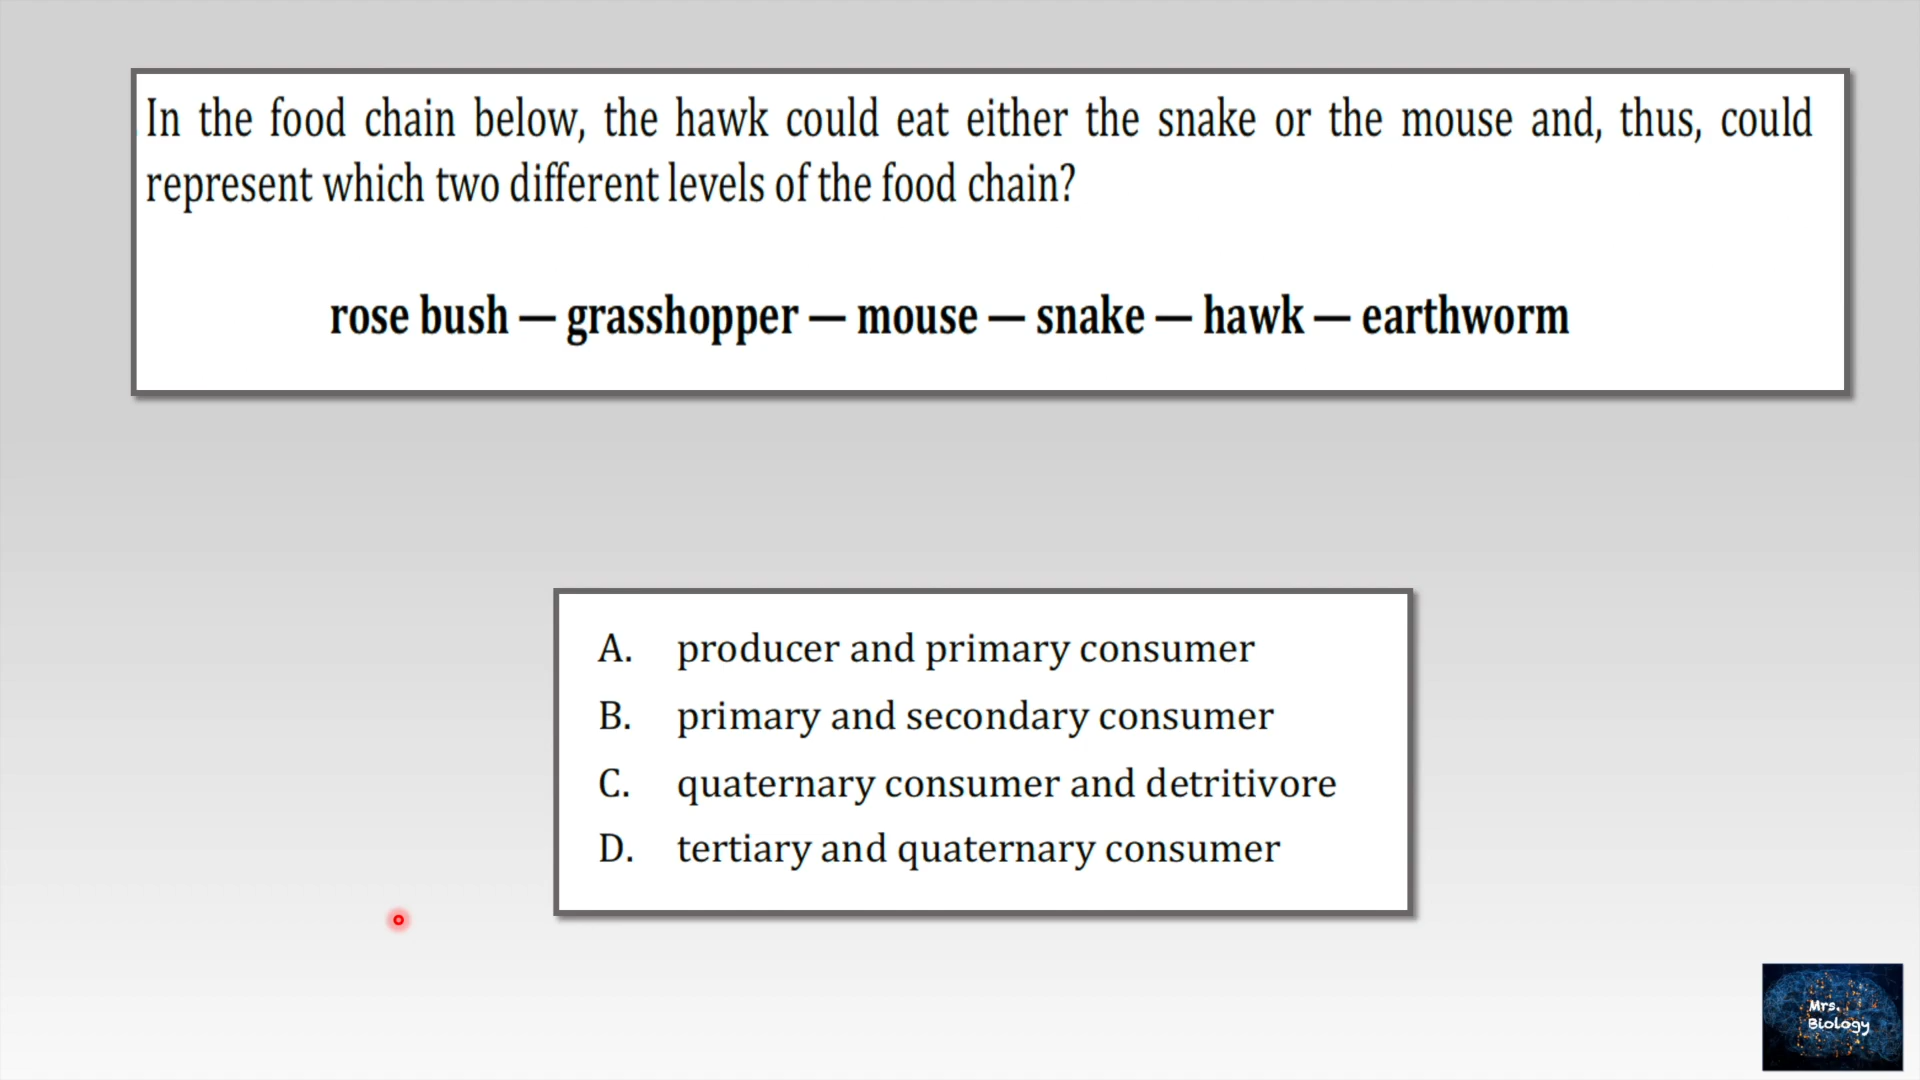 In the food chain below, the hawk could eat either the snake or the mouse and, thus, could
represent which two different levels of the food chain?
rose bush — grasshopper — mouse — snake — hawk — earthworm
A. producer and primary consumer
B. primary and secondary consumer
C. quaternary consumer and detritivore
D. tertiary and quaternary consumer
Mrs.
Biology